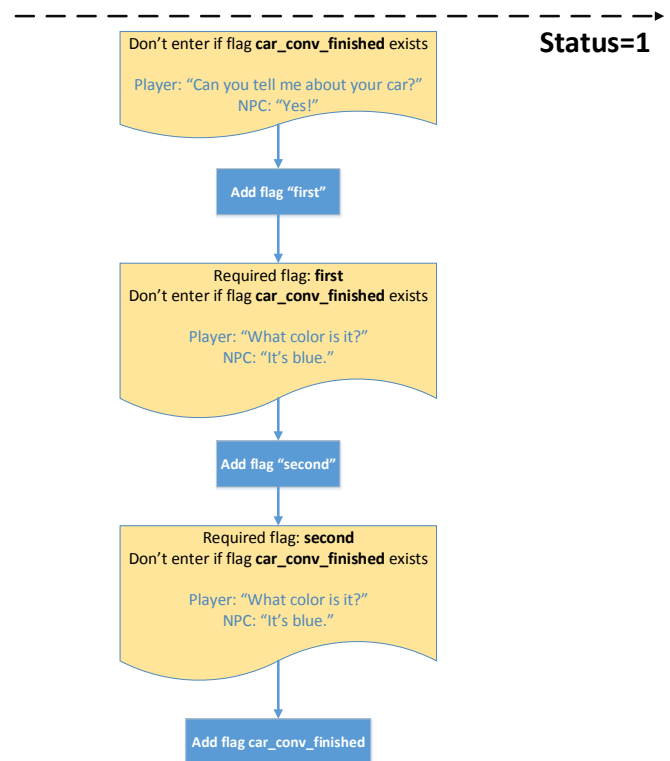 Status=1
Don’t enter if flag car_conv_finished exists
Player: “Can you tell me about your car?”
NPC: “Yes!”
Add flag “first”
Required flag: first
Don’t enter if flag car_conv_finished exists
Player: “What color is it?”
NPC: “It’s blue.”
Add flag “second”
Required flag: second
Don’t enter if flag car_conv_finished exists
Player: “What color is it?”
NPC: “It’s blue.”
Add flag car_conv_finished